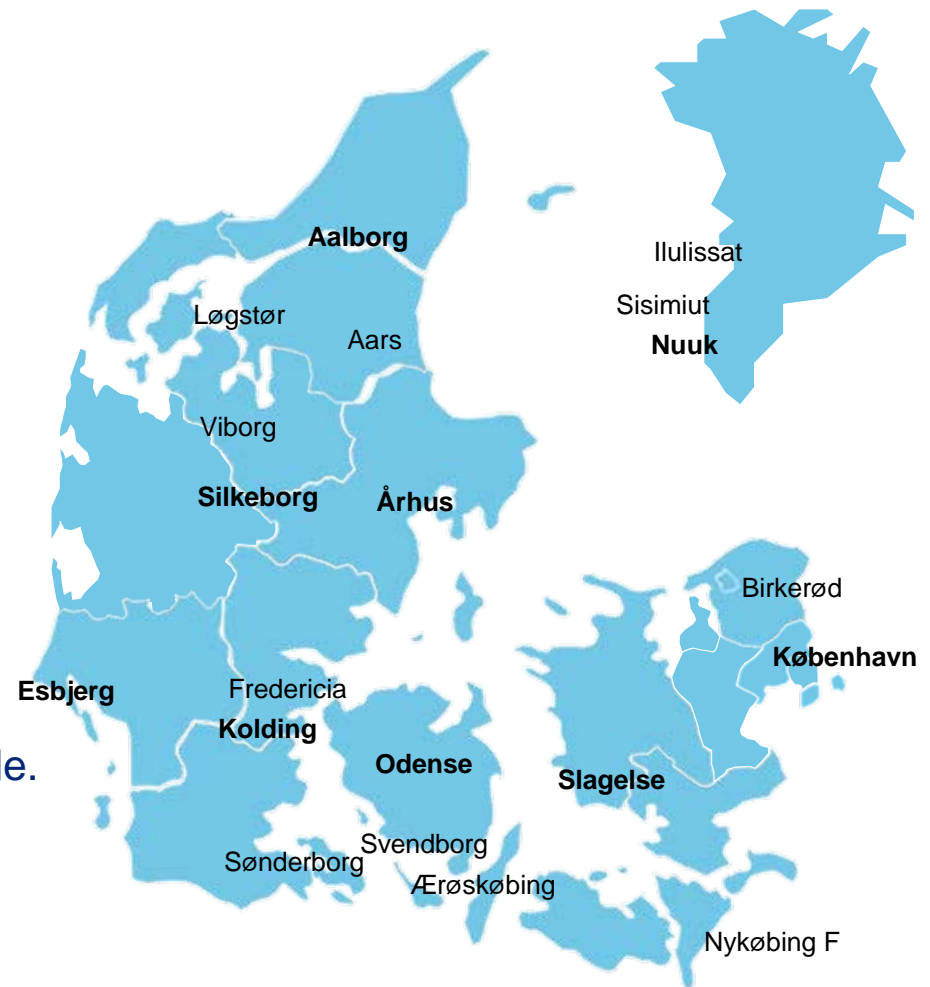 Aalborg
Ilulissat
Sisimiut
Løgstør
Aars
Nuuk
Viborg
Silkeborg
Århus
Birkerød
København
Esbjerg
Fredericia
Kolding
le.
Odense
Slagelse
Svendborg
Sønderborg
Ærøskøbing
Nykøbing F